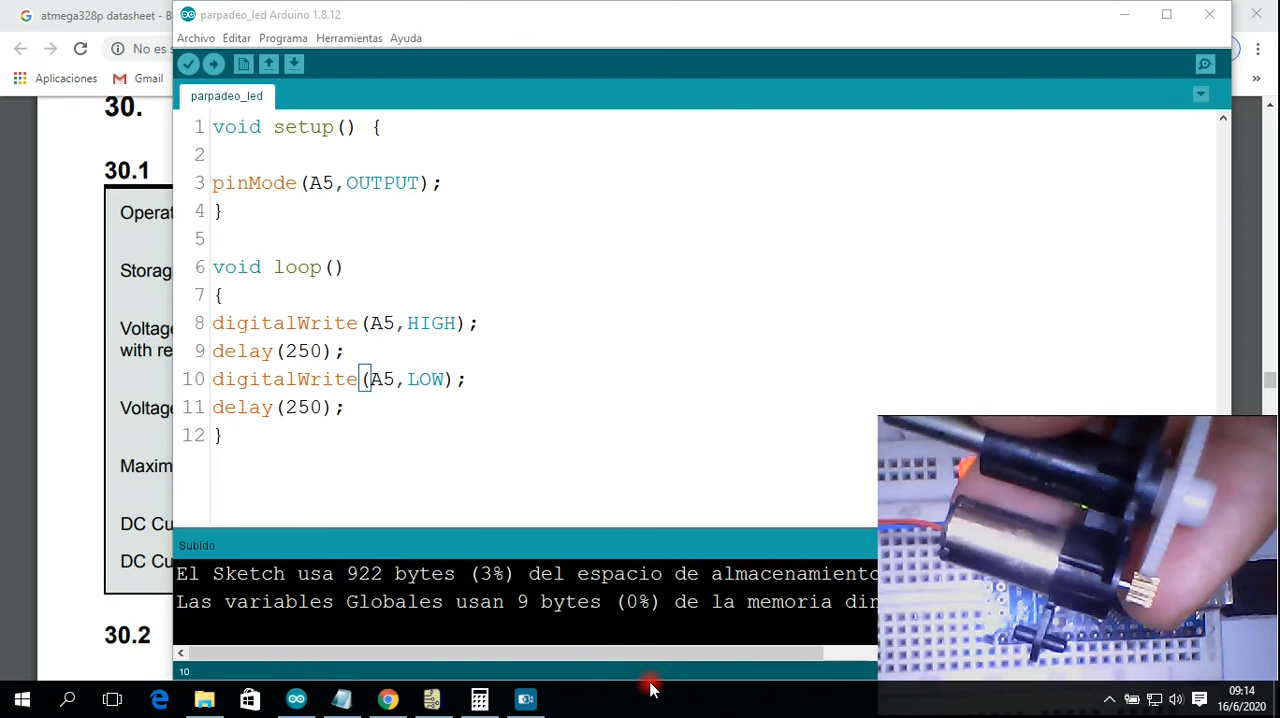 atmega328p datasheet - B
parpadeo_led Arduino 1.8.12
No es s
Archivo Editar Programa Herramientas Ayuda
Aplicaciones
Gmail
parpadeo_led
30.
30.1
Operat
Storag
Voltage
with re
Voltage
Maxim
DC Cu
DC Cu
30.2
1 void setup() {
2
3 pinMode(A5,OUTPUT);
4 }
5
6 void loop()
7 {
8 digitalWrite(A5,HIGH);
9 delay(250);
10 digitalWrite(A5,LOW);
11 delay(250);
12 }
Subido
El Sketch usa 922 bytes (3%) del espacio de almacenamiento
Las variables Globales usan 9 bytes (0%) de la memoria din
10
09:14
16/6/2020